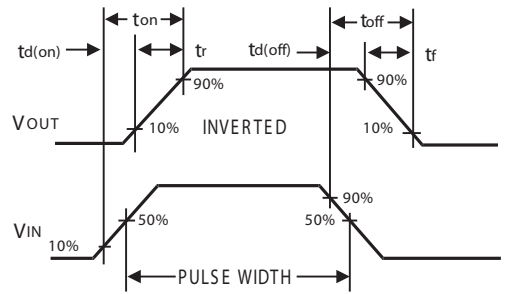 ton
toff
td(on)
tr
td(off)
tf
90%
90%
VOUT
10%
INVERTED
10%
90%
VIN
50%
50%
10%
PULSE WIDTH